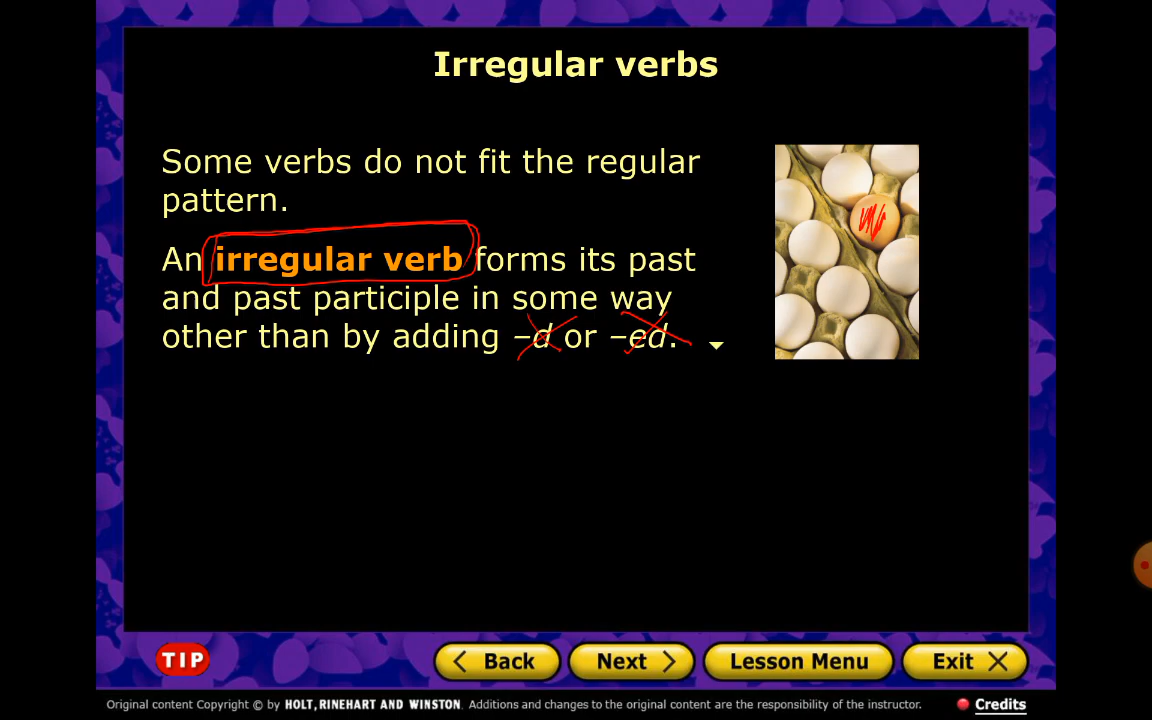 Irregular verbs
Some verbs do not fit the regular
pattern.
An irregular verb forms its past
and past participle in some way
other than by adding –d or –ed.
TIP
Back
Next
Lesson Menu
Exit
Original content Copyright © by HOLT, RINEHART AND WINSTON. Additions and changes to the original content are the responsibility of the instructor.
Credits